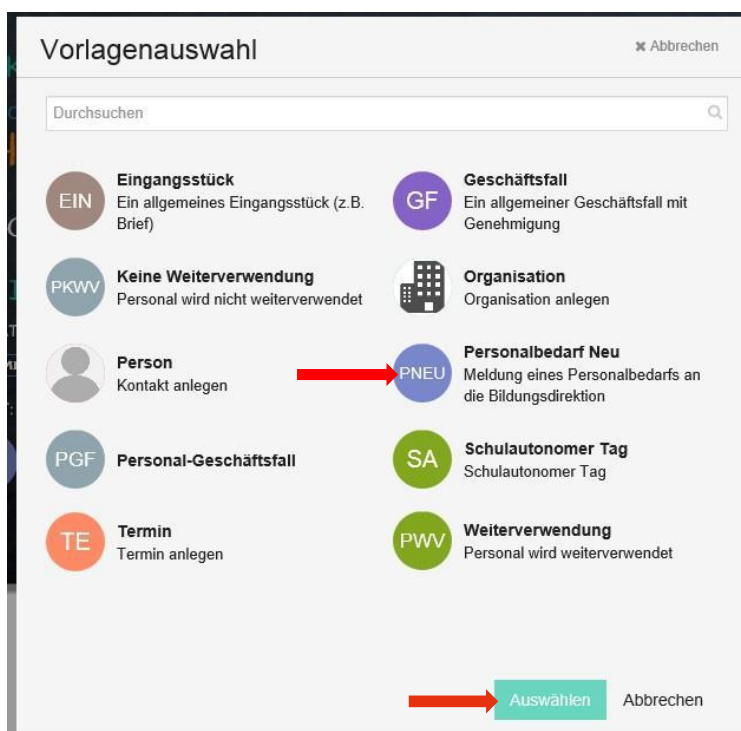 Vorlagenauswahl
✖ Abbrechen
Durchsuchen
EIN
Eingangsstück
Ein allgemeines Eingangsstück (z.B.
Brief)
GF
Geschäftsfall
Ein allgemeiner Geschäftsfall mit
Genehmigung
PKWV
Keine Weiterverwendung
Personal wird nicht weiterverwendet
Organisation
Organisation anlegen
Person
Kontakt anlegen
PNEU
Personalbedarf Neu
Meldung eines Personalbedarfs an
die Bildungsdirektion
PGF
Personal-Geschäftsfall
SA
Schulautonomer Tag
Schulautonomer Tag
TE
Termin
Termin anlegen
PWV
Weiterverwendung
Personal wird weiterverwendet
Auswählen
Abbrechen